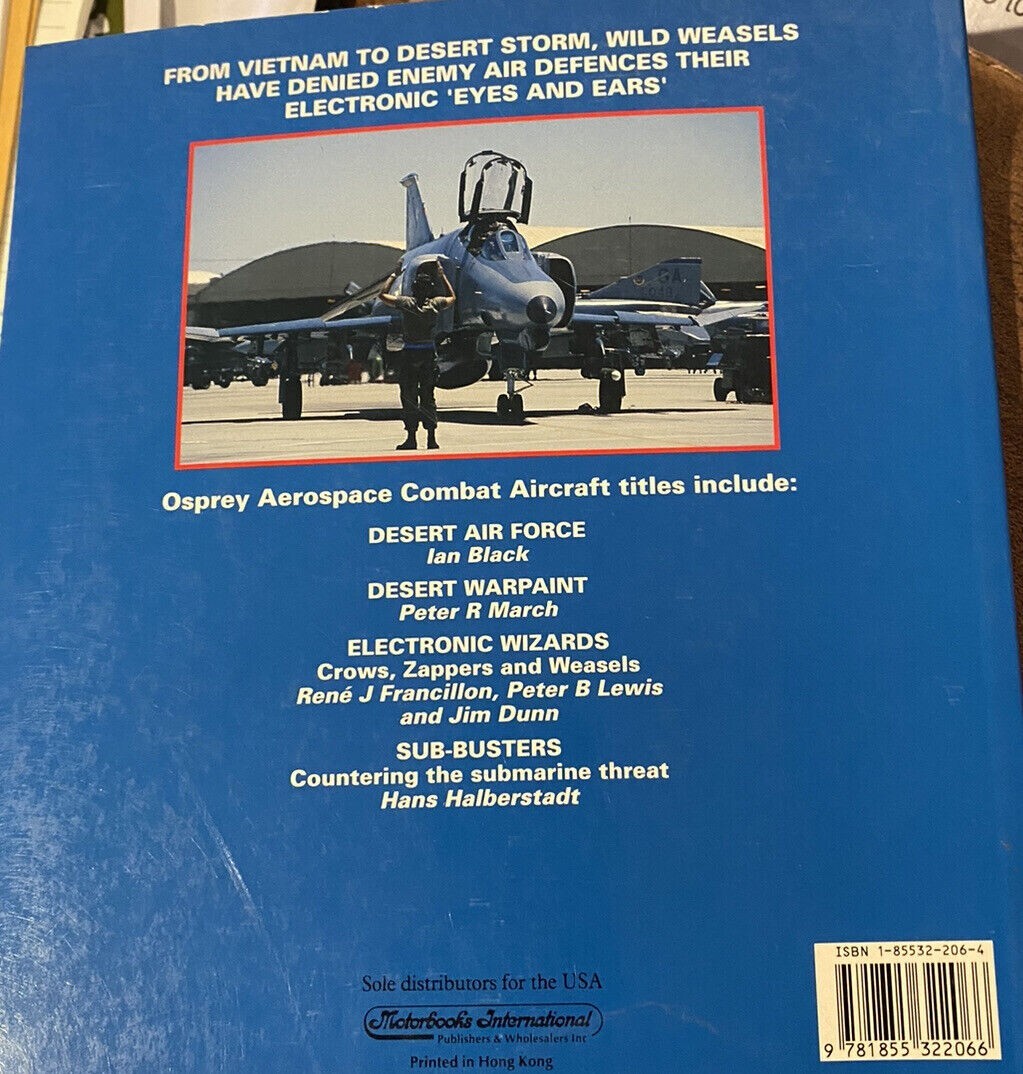 FROM VIETNAM TO DESERT STORM, WILD WEASELS
HAVE DENIED ENEMY AIR DEFENCES THEIR
ELECTRONIC 'EYES AND EARS'
GA
Osprey Aerospace Combat Aircraft titles include:
DESERT AIR FORCE
Ian Black
DESERT WARPAINT
Peter R March
ELECTRONIC WIZARDS
Crows, Zappers and Weasels
René J Francillon, Peter B Lewis
and Jim Dunn
SUB-BUSTERS
Countering the submarine threat
Hans Halberstadt
Sole distributors for the USA
Motorbooks International
Publishers & Wholesalers Inc
Printed in Hong Kong
ISBN 1-85532-206-4
9 781855 322066